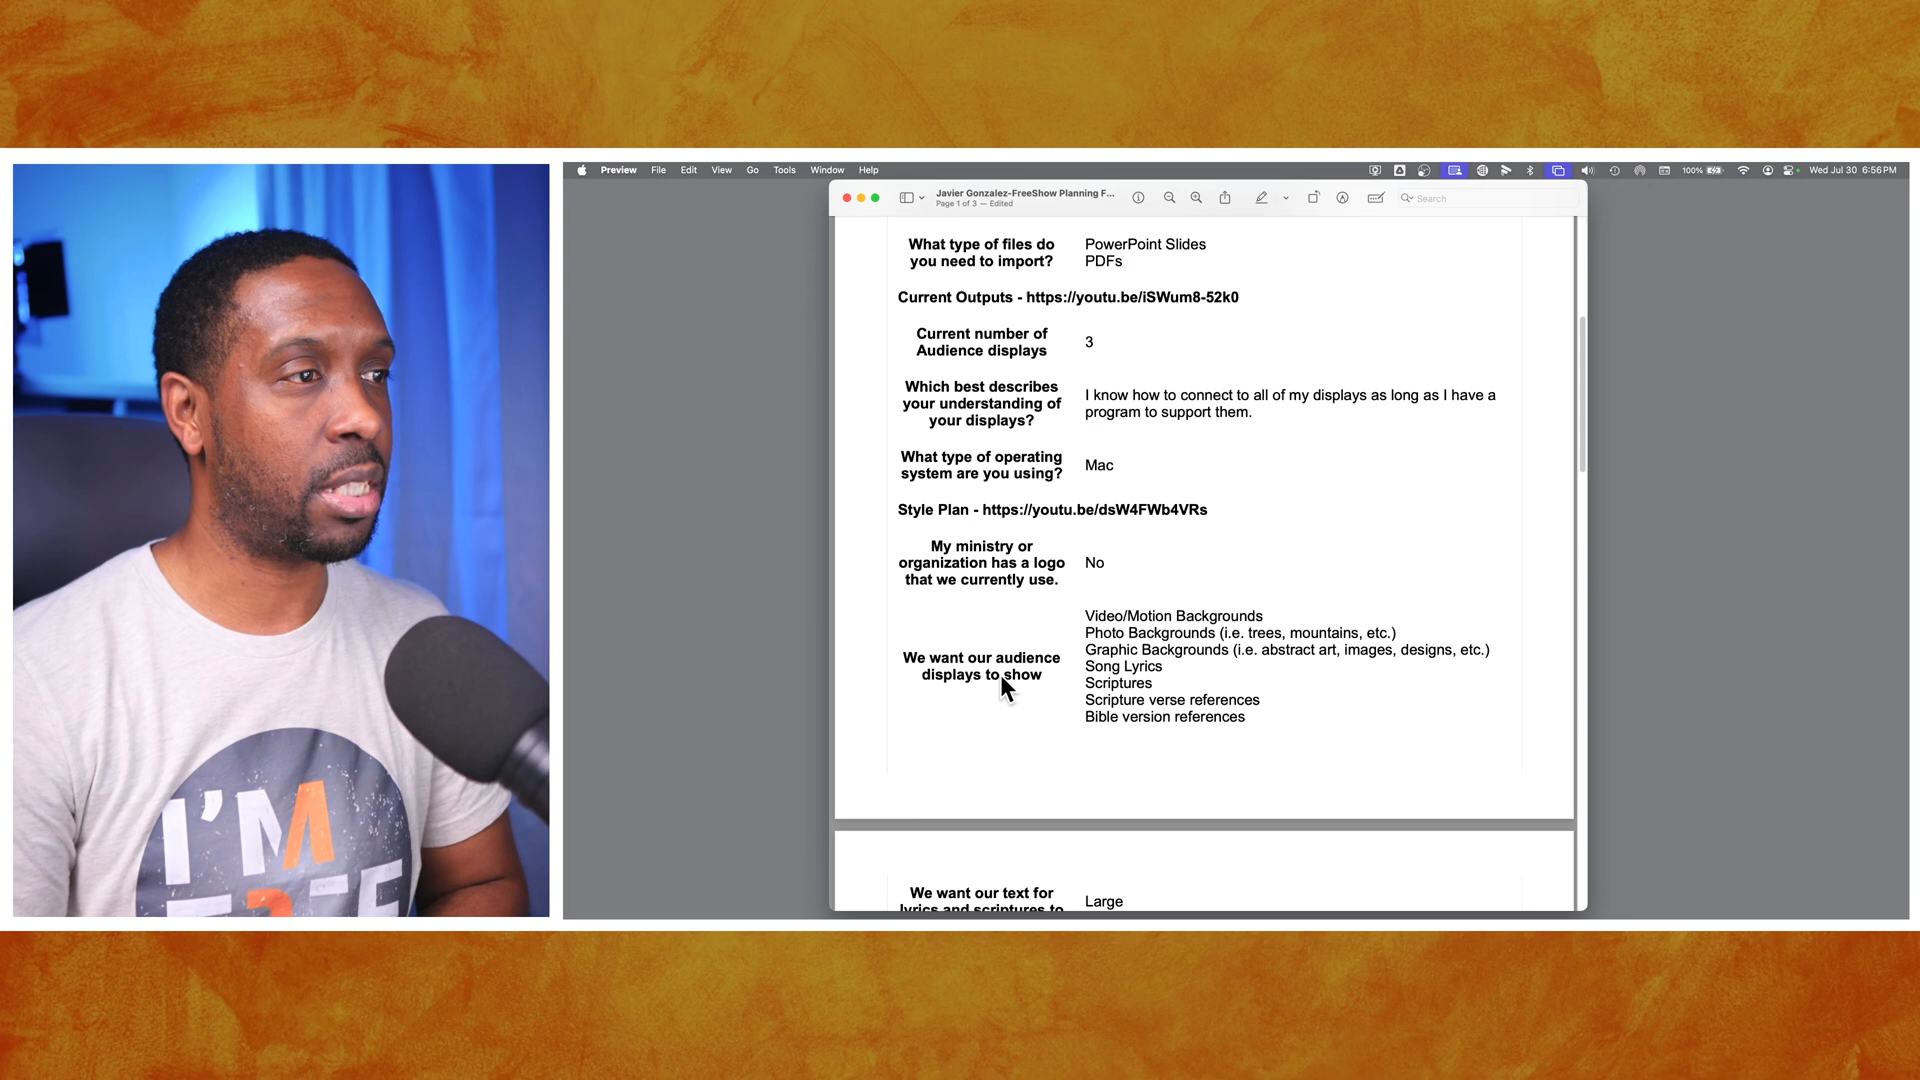 Preview File Edit View Go Tools Window Help
100% Wed Jul 30 6:56 PM
Javier Gonzalez-FreeShow Planning F...
Page 1 of 3 — Edited
Search
What type of files do
you need to import?
PowerPoint Slides
PDFs
Current Outputs - https://youtu.be/iSWum8-52k0
Current number of
Audience displays
3
Which best describes
your understanding of
your displays?
I know how to connect to all of my displays as long as I have a
program to support them.
What type of operating
system are you using?
Mac
Style Plan - https://youtu.be/dsW4FWb4VRs
My ministry or
organization has a logo
that we currently use.
No
We want our audience
displays to show
Video/Motion Backgrounds
Photo Backgrounds (i.e. trees, mountains, etc.)
Graphic Backgrounds (i.e. abstract art, images, designs, etc.)
Song Lyrics
Scriptures
Scripture verse references
Bible version references
We want our text for
lyrics and scriptures to
Large
I'M